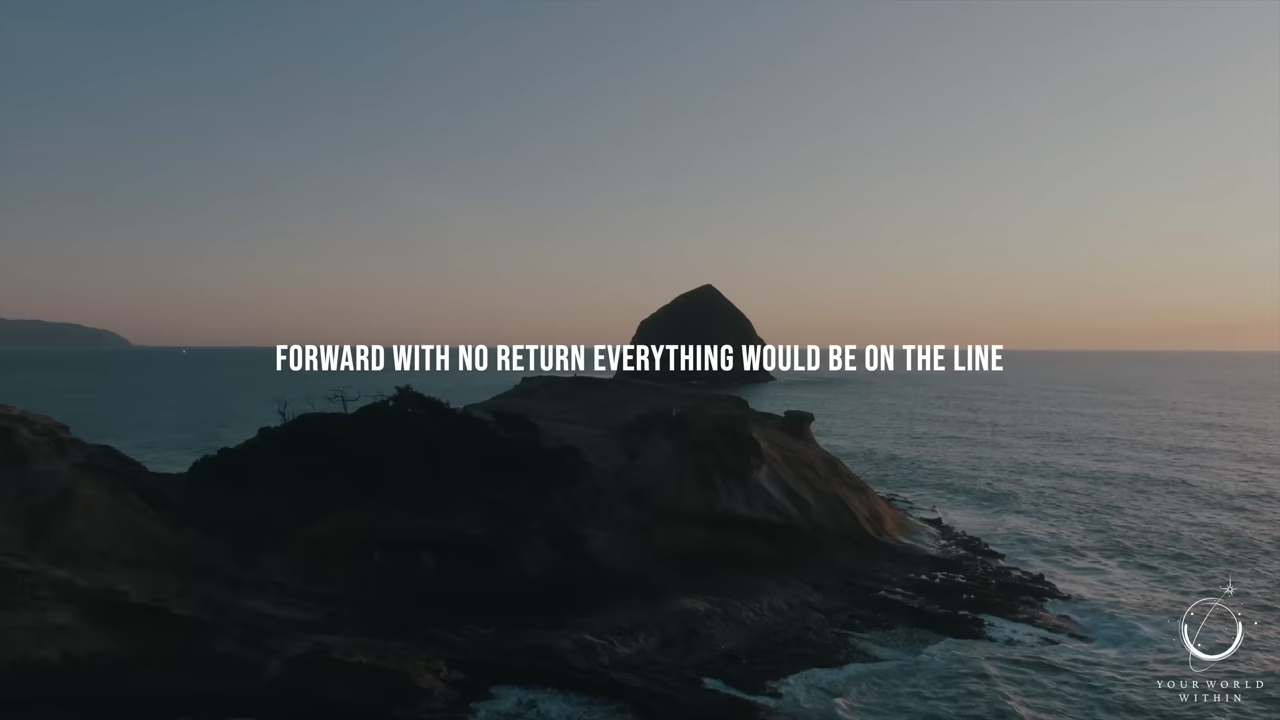 FORWARD WITH NO RETURN EVERYTHING WOULD BE ON THE LINE
YOUR WORLD
WITHIN